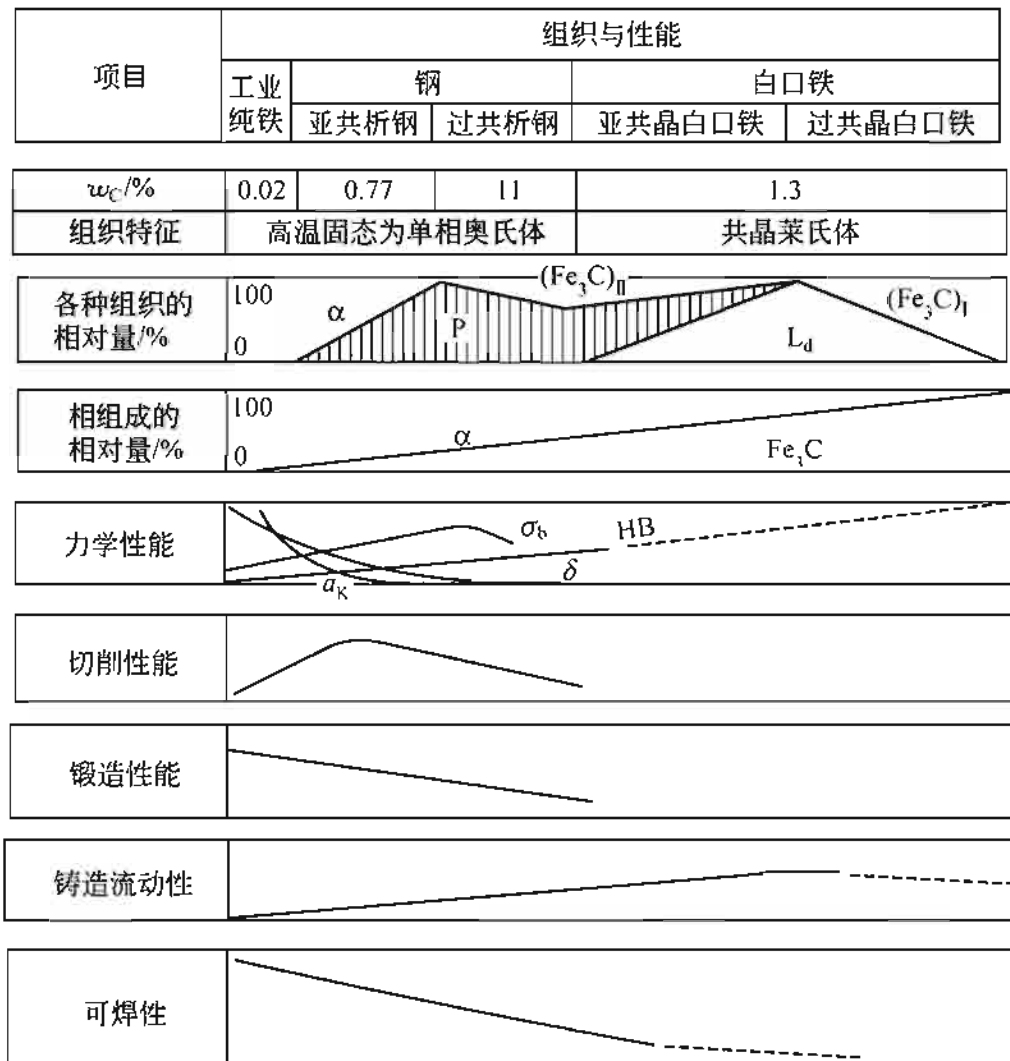 项目
组织与性能
工业
纯铁
钢
白口铁
亚共析钢
过共析钢
亚共晶白口铁
过共晶白口铁
w_C/%
0.02
0.77
11
1.3
组织特征
高温固态为单相奥氏体
共晶莱氏体
各种组织的
相对量/%
100
0
α
P
(Fe₃C)_Ⅱ
L_d
(Fe₃C)_Ⅰ
相组成的
相对量/%
100
0
α
Fe₃C
力学性能
σ_b
HB
a_K
δ
切削性能
锻造性能
铸造流动性
可焊性